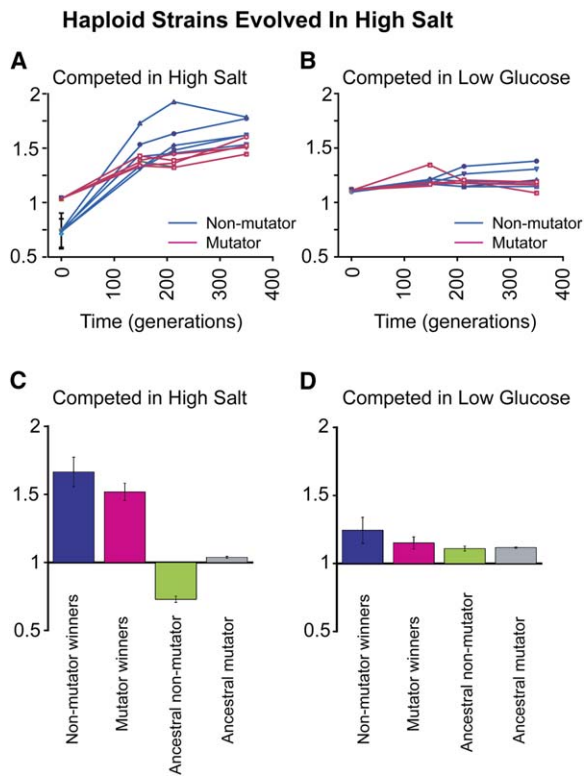 Haploid Strains Evolved In High Salt
A
Competed in High Salt
2
1.5
1
0.5
Non-mutator
Mutator
0
100
200
300
400
Time (generations)
B
Competed in Low Glucose
2
1.5
1
0.5
Non-mutator
Mutator
0
100
200
300
400
Time (generations)
C
Competed in High Salt
2
1.5
1
0.5
Non-mutator winners
Mutator winners
Ancestral non-mutator
Ancestral mutator
D
Competed in Low Glucose
2
1.5
1
0.5
Non-mutator winners
Mutator winners
Ancestral non-mutator
Ancestral mutator